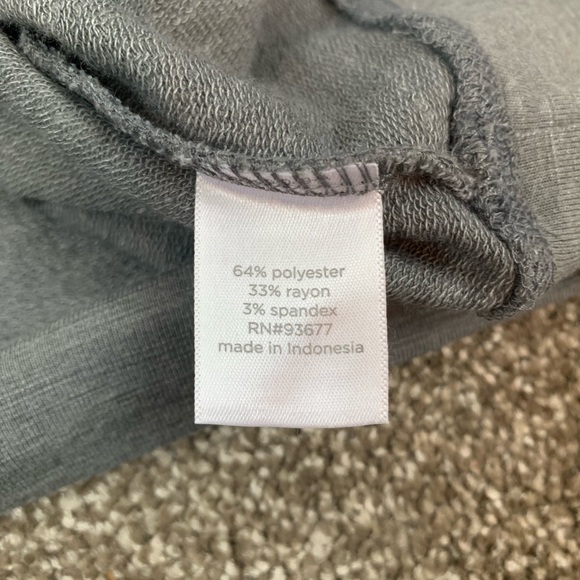 64% polyester
33% rayon
3% spandex
RN#93677
made in Indonesia